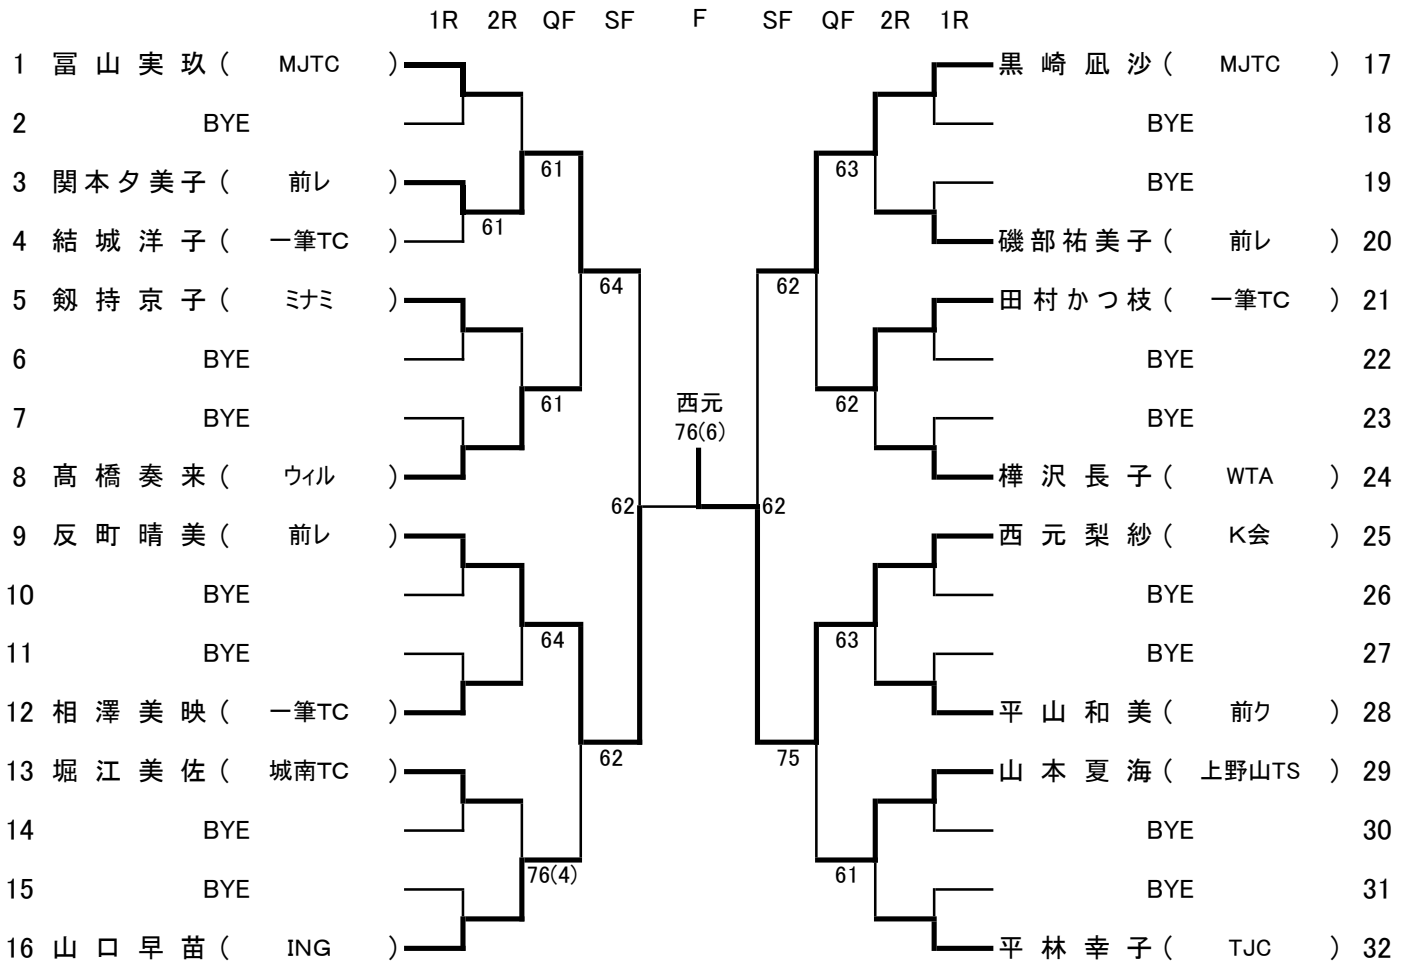 1R 2R QF SF F SF QF 2R 1R
1 冨山実玖 ( MJTC ) 黒崎凪沙 ( MJTC ) 17
2 BYE BYE 18
61 63
3 関本夕美子 ( 前レ ) BYE 19
61
4 結城洋子 ( 一筆TC ) 磯部祐美子 ( 前レ ) 20
64 62
5 剱持京子 ( ミナミ ) 田村かつ枝 ( 一筆TC ) 21
6 BYE BYE 22
61 西元 62
7 BYE 76(6) BYE 23
8 髙橋奏来 ( ウィル ) 樺沢長子 ( WTA ) 24
62 62
9 反町晴美 ( 前レ ) 西元梨紗 ( K会 ) 25
10 BYE BYE 26
64 63
11 BYE BYE 27
12 相澤美映 ( 一筆TC ) 平山和美 ( 前ク ) 28
62 75
13 堀江美佐 ( 城南TC ) 山本夏海 ( 上野山TS ) 29
14 BYE BYE 30
76(4) 61
15 BYE BYE 31
16 山口早苗 ( ING ) 平林幸子 ( TJC ) 32